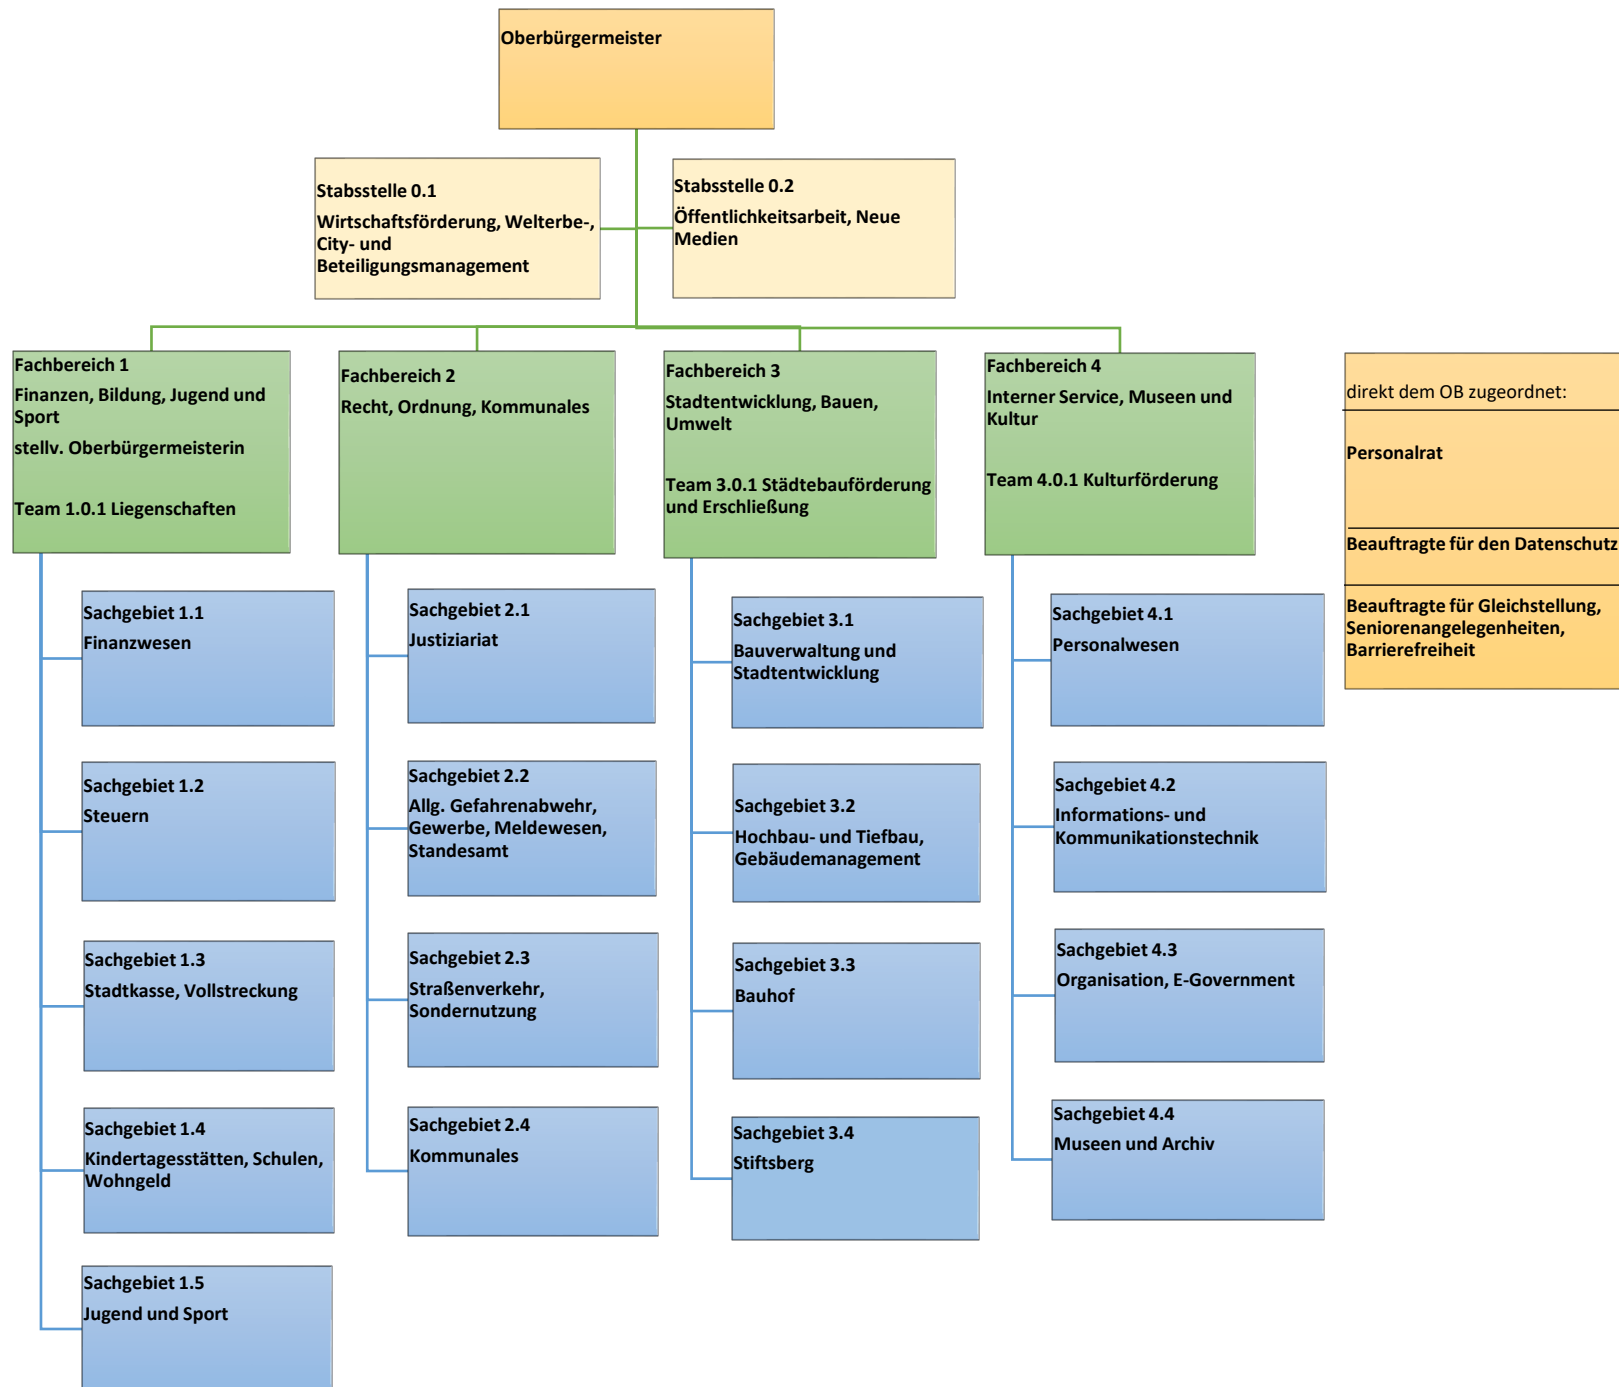 Oberbürgermeister
Stabsstelle 0.1
Wirtschaftsförderung, Welterbe-,
City- und
Beteiligungsmanagement
Stabsstelle 0.2
Öffentlichkeitsarbeit, Neue
Medien
Fachbereich 1
Finanzen, Bildung, Jugend und
Sport
stellv. Oberbürgermeisterin
Team 1.0.1 Liegenschaften
Fachbereich 2
Recht, Ordnung, Kommunales
Fachbereich 3
Stadtentwicklung, Bauen,
Umwelt
Team 3.0.1 Städtebauförderung
und Erschließung
Fachbereich 4
Interner Service, Museen und
Kultur
Team 4.0.1 Kulturförderung
direkt dem OB zugeordnet:
Personalrat
Beauftragte für den Datenschutz
Beauftragte für Gleichstellung,
Seniorenangelegenheiten,
Barrierefreiheit
Sachgebiet 1.1
Finanzwesen
Sachgebiet 1.2
Steuern
Sachgebiet 1.3
Stadtkasse, Vollstreckung
Sachgebiet 1.4
Kindertagesstätten, Schulen,
Wohngeld
Sachgebiet 1.5
Jugend und Sport
Sachgebiet 2.1
Justiziariat
Sachgebiet 2.2
Allg. Gefahrenabwehr,
Gewerbe, Meldewesen,
Standesamt
Sachgebiet 2.3
Straßenverkehr,
Sondernutzung
Sachgebiet 2.4
Kommunales
Sachgebiet 3.1
Bauverwaltung und
Stadtentwicklung
Sachgebiet 3.2
Hochbau- und Tiefbau,
Gebäudemanagement
Sachgebiet 3.3
Bauhof
Sachgebiet 3.4
Stiftsberg
Sachgebiet 4.1
Personalwesen
Sachgebiet 4.2
Informations- und
Kommunikationstechnik
Sachgebiet 4.3
Organisation, E-Government
Sachgebiet 4.4
Museen und Archiv